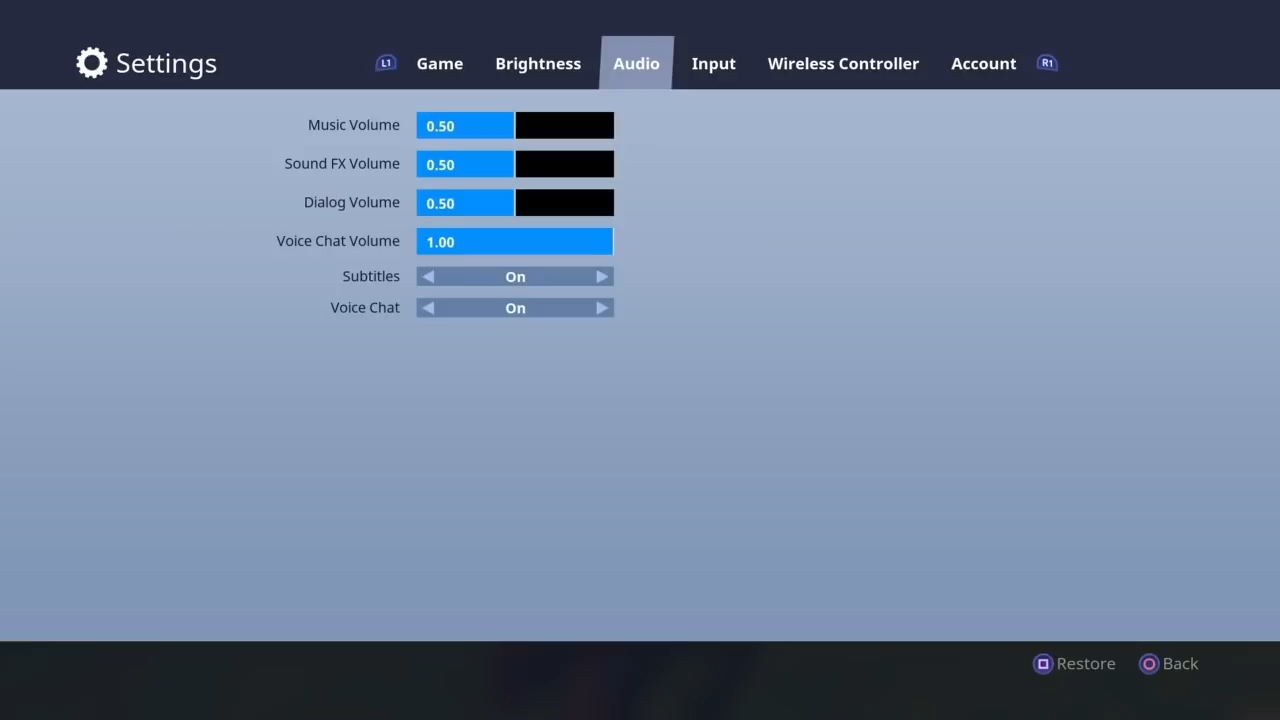 Settings
L1 Game Brightness Audio Input Wireless Controller Account R1
Music Volume 0.50
Sound FX Volume 0.50
Dialog Volume 0.50
Voice Chat Volume 1.00
Subtitles On
Voice Chat On
Restore Back